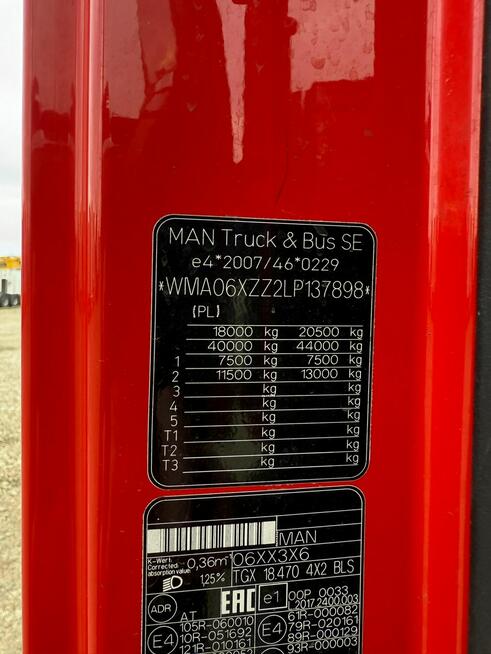 MAN Truck & Bus SE
e4*2007/46*0229
*WMA06XZZ2LP137898*
(PL)
18000 kg 20500 kg
40000 kg 44000 kg
1 7500 kg 7500 kg
2 11500 kg 13000 kg
3 kg kg
4 kg kg
5 kg kg
T1 kg kg
T2 kg kg
T3 kg kg
MAN
K-Wert
Corrected
absorption value
0,36m⁻¹ 06XX3X6
1,25% TGX 18.470 4X2 BLS
ADR EAC e1 00P 0033
L2017.2400003
AT 61R-000082
105R-060010
E4 10R-051692 E4 79R-020161
121R-010161 89R-000129
93R-000003